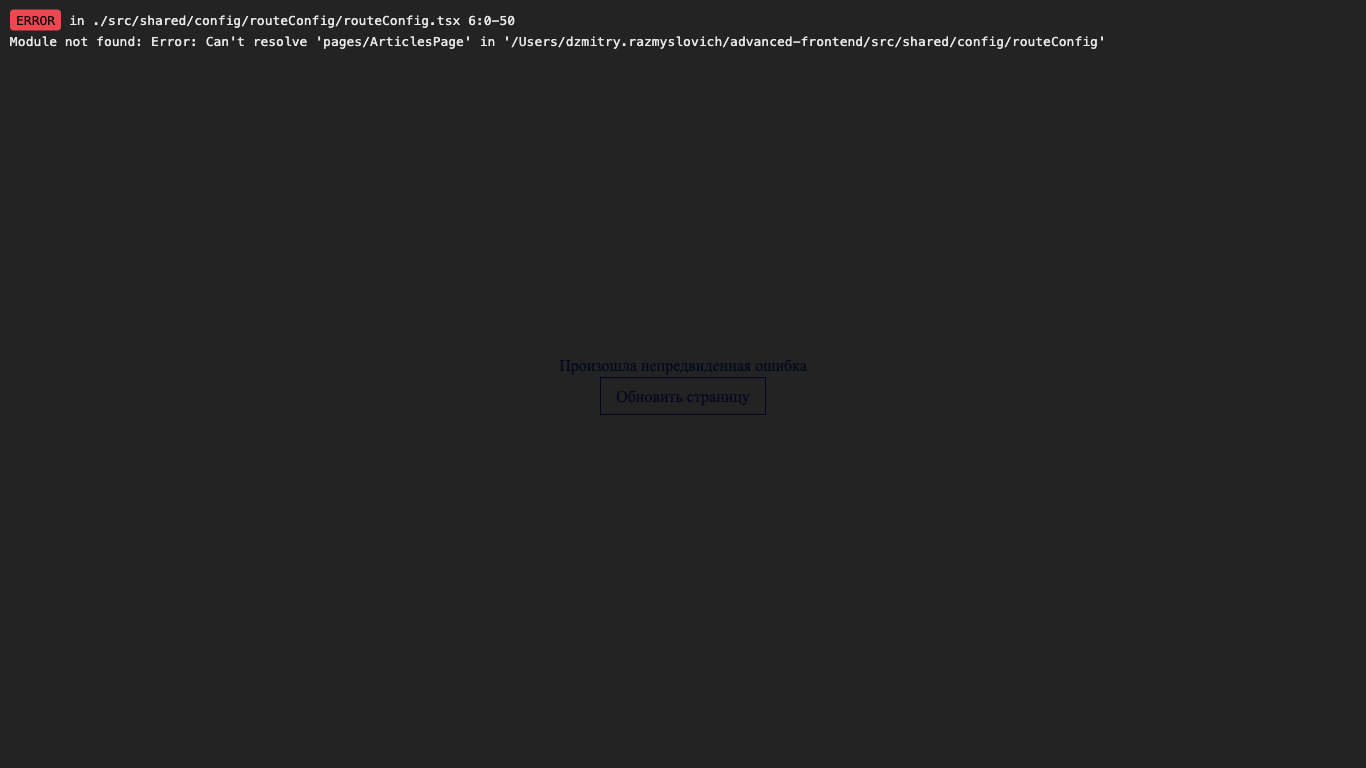 ERROR in ./src/shared/config/routeConfig/routeConfig.tsx 6:0-50
Module not found: Error: Can't resolve 'pages/ArticlesPage' in '/Users/dzmitry.razmyslovich/advanced-frontend/src/shared/config/routeConfig'
Произошла непредвиденная ошибка
Обновить страницу